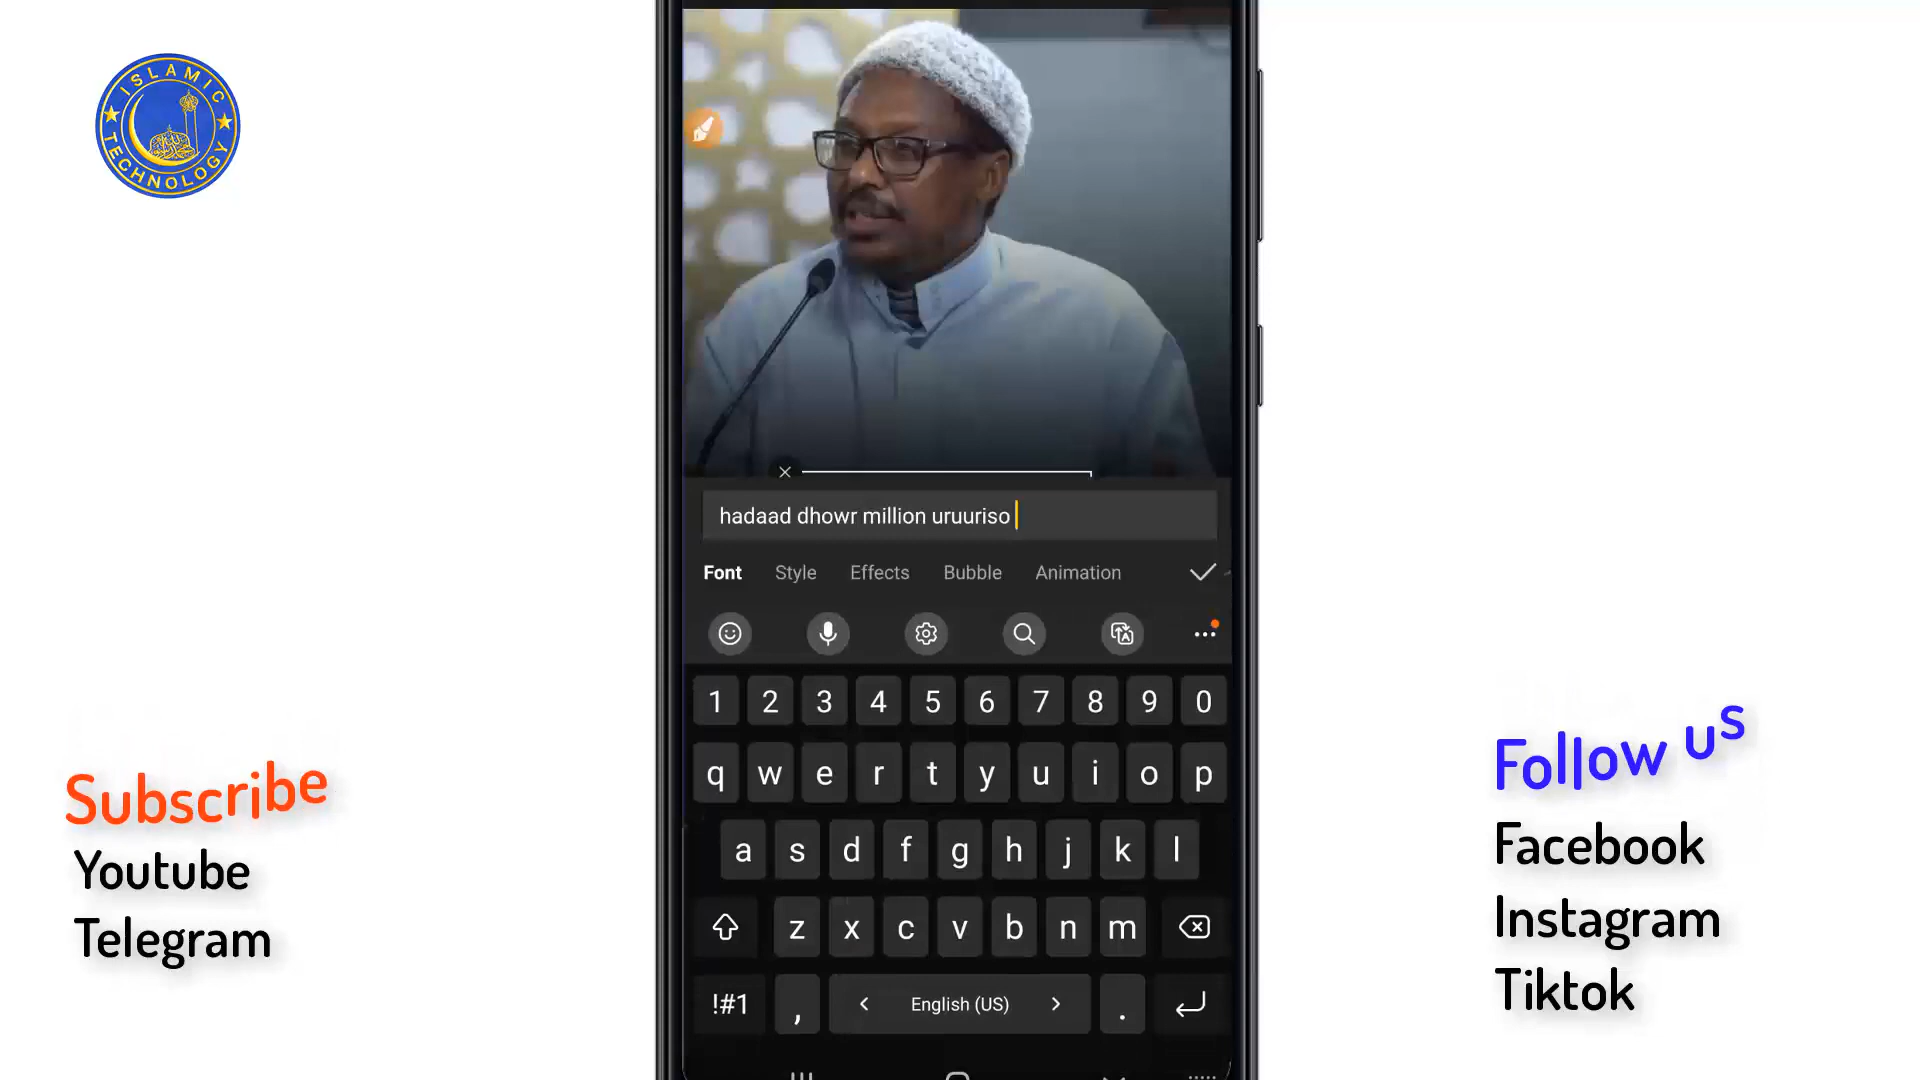 ISLAMIC
TECHNOLOGY
hadaad dhowr million uruuriso
Font Style Effects Bubble Animation
1 2 3 4 5 6 7 8 9 0
q w e r t y u i o p
a s d f g h j k l
z x c v b n m
!#1 , < English (US) > .
Subscribe
Youtube
Telegram
Follow us
Facebook
Instagram
Tiktok